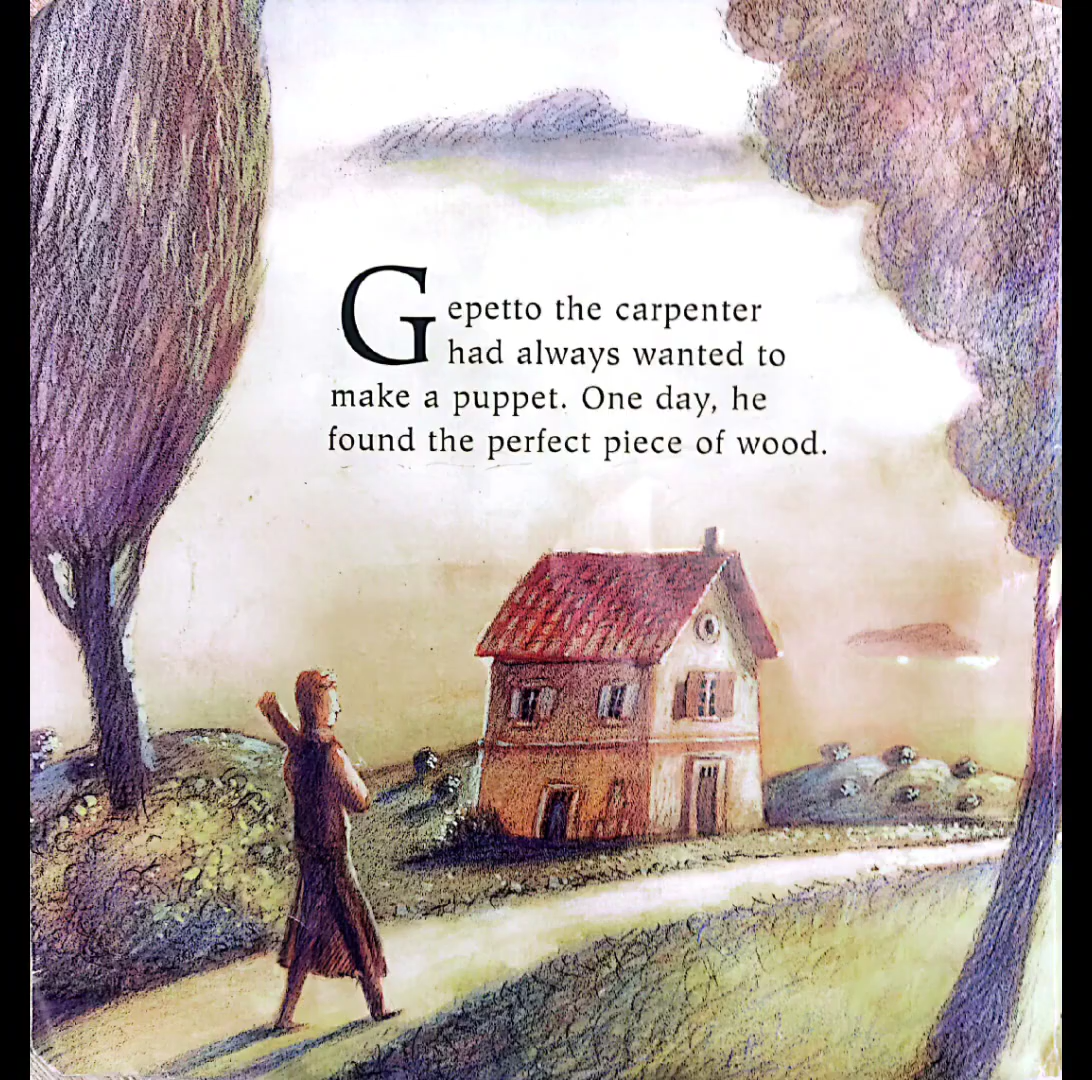 Gepetto the carpenter
had always wanted to
make a puppet. One day, he
found the perfect piece of wood.